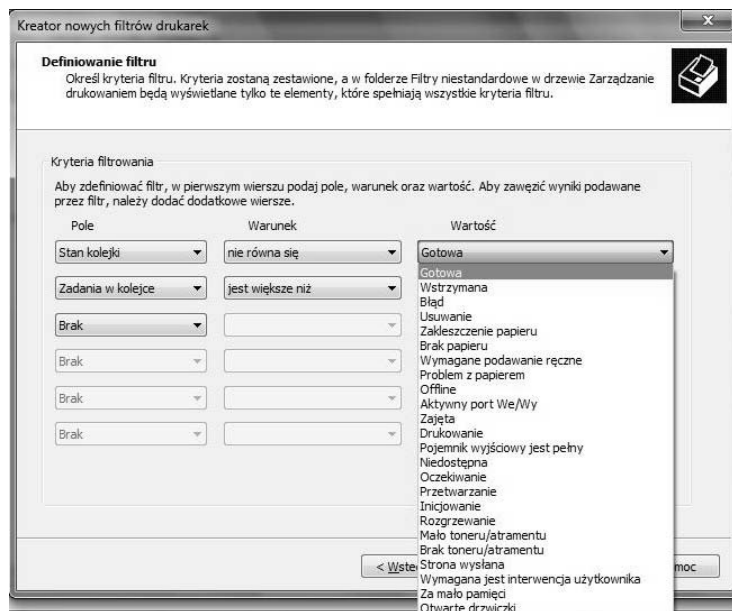 Kreator nowych filtrów drukarek
Definiowanie filtru
Określ kryteria filtru. Kryteria zostaną zestawione, a w folderze Filtry niestandardowe w drzewie Zarządzanie
drukowaniem będą wyświetlane tylko te elementy, które spełniają wszystkie kryteria filtru.
Kryteria filtrowania
Aby zdefiniować filtr, w pierwszym wierszu podaj pole, warunek oraz wartość. Aby zawęzić wyniki podawane
przez filtr, należy dodać dodatkowe wiersze.
Pole Warunek Wartość
Stan kolejki nie równa się Gotowa
Zadania w kolejce jest większe niż
Brak
Brak
Brak
Brak
Gotowa
Wstrzymana
Błąd
Usuwanie
Zakleszczenie papieru
Brak papieru
Wymagane podawanie ręczne
Problem z papierem
Offline
Aktywny port We/Wy
Zajęta
Drukowanie
Pojemnik wyjściowy jest pełny
Niedostępna
Oczekiwanie
Przetwarzanie
Inicjowanie
Rozgrzewanie
Mało toneru/atramentu
Brak toneru/atramentu
Strona wysłana
Wymagana jest interwencja użytkownika
Za mało pamięci
Otwarte drzwiczki
< Wste moc